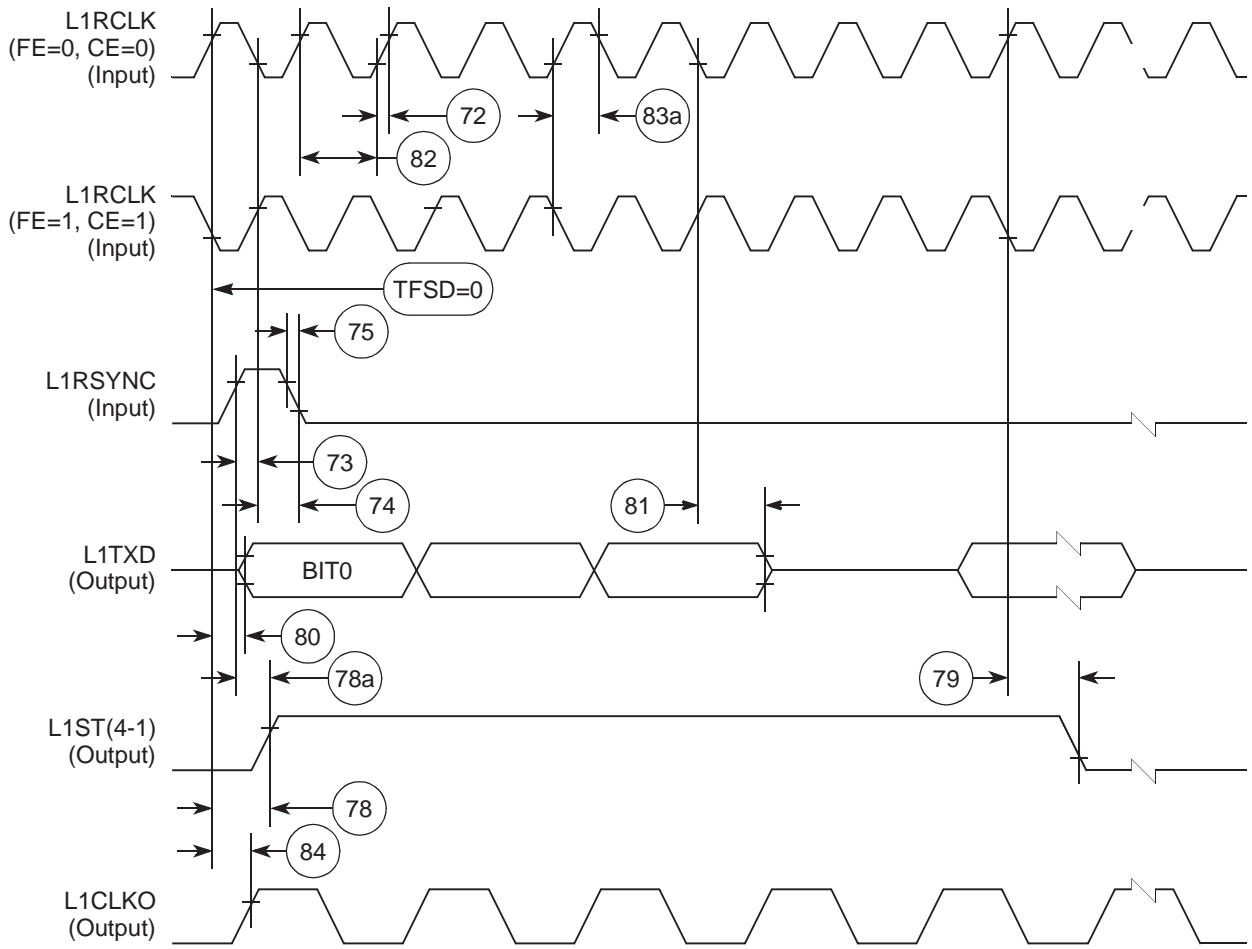 L1RCLK
(FE=0, CE=0)
(Input)
72
83a
82
L1RCLK
(FE=1, CE=1)
(Input)
TFSD=0
75
L1RSYNC
(Input)
73
74
81
L1TXD
(Output)
BIT0
80
78a
79
L1ST(4-1)
(Output)
78
84
L1CLKO
(Output)